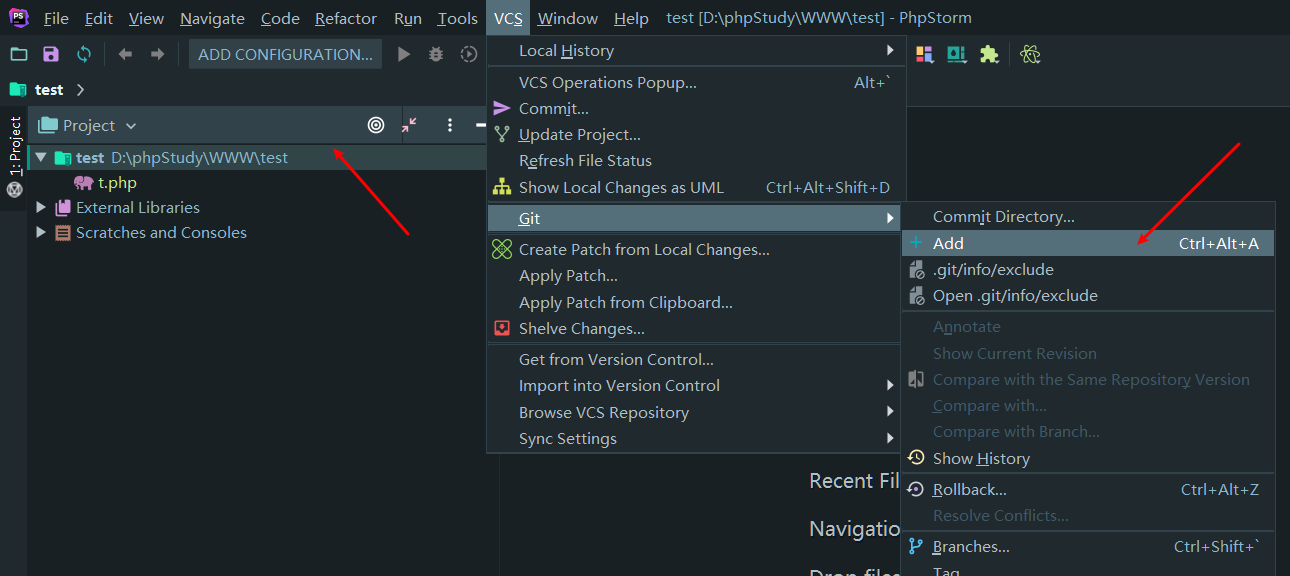 PS File Edit View Navigate Code Refactor Run Tools VCS Window Help test [D:\phpStudy\WWW\test] - PhpStorm
ADD CONFIGURATION...
test
Project
1: Project
test D:\phpStudy\WWW\test
t.php
External Libraries
Scratches and Consoles
Local History
VCS Operations Popup... Alt+`
Commit...
Update Project...
Refresh File Status
Show Local Changes as UML Ctrl+Alt+Shift+D
Git
Create Patch from Local Changes...
Apply Patch...
Apply Patch from Clipboard...
Shelve Changes...
Get from Version Control...
Import into Version Control
Browse VCS Repository
Sync Settings
Commit Directory...
Add Ctrl+Alt+A
.git/info/exclude
Open .git/info/exclude
Annotate
Show Current Revision
Compare with the Same Repository Version
Compare with...
Compare with Branch...
Show History
Rollback... Ctrl+Alt+Z
Resolve Conflicts...
Branches... Ctrl+Shift+`
Tag
Recent Fil
Navigatio
Drop files